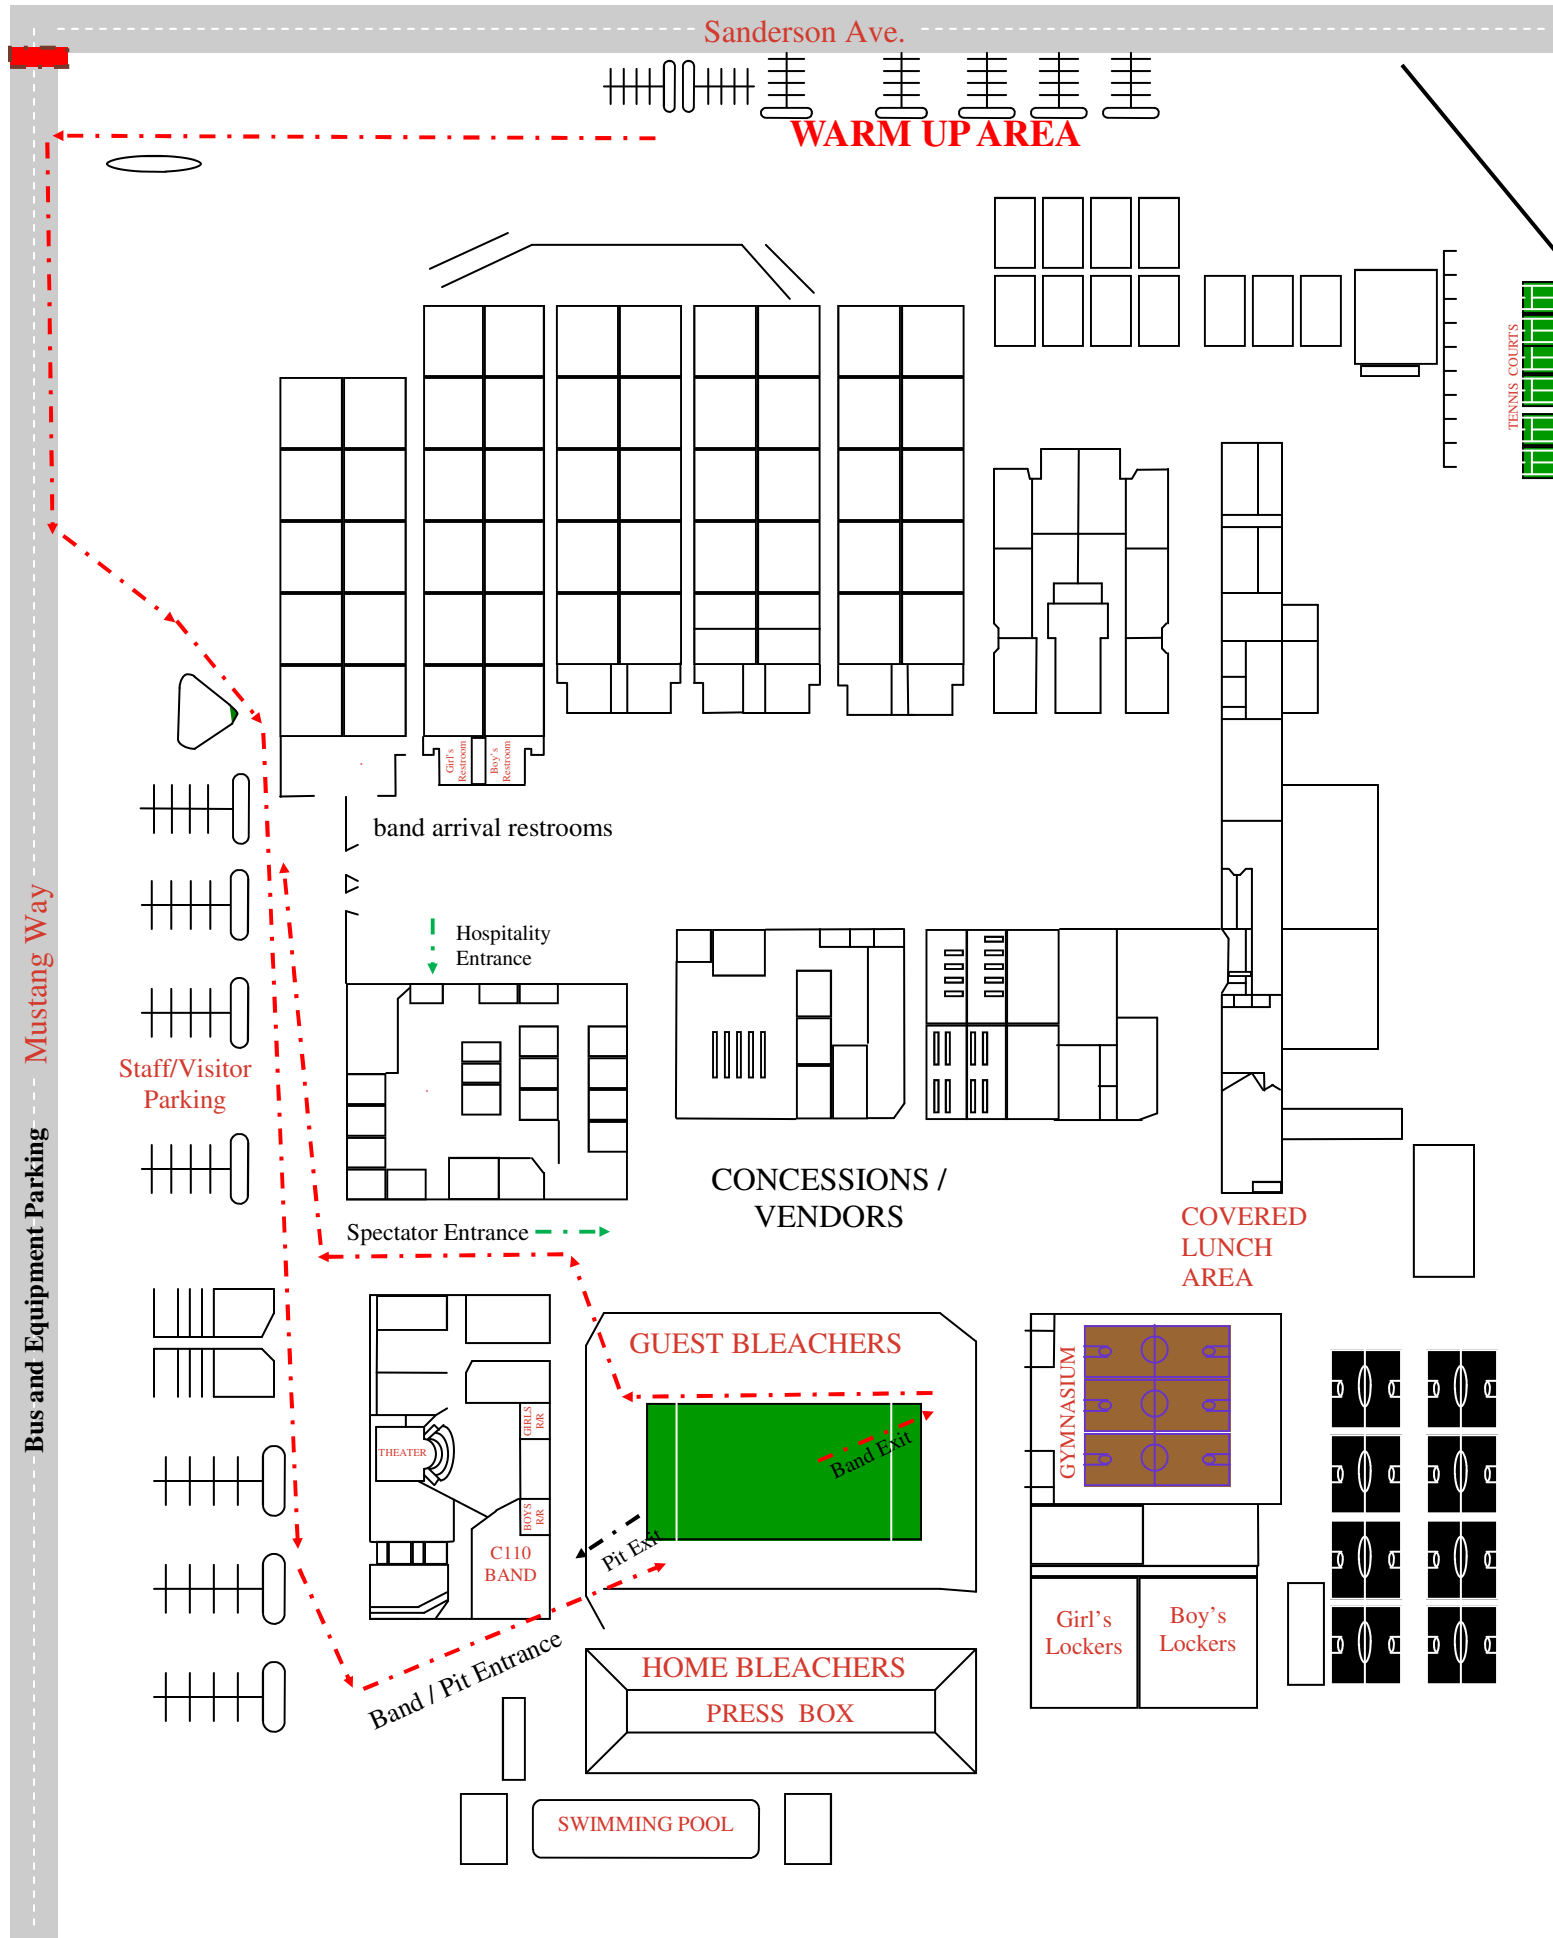 Sanderson Ave.
WARM UP AREA
TENNIS COURTS
Girl's
Restroom
Boy's
Restroom
band arrival restrooms
Mustang Way
Hospitality
Entrance
Staff/Visitor
Parking
Bus and Equipment Parking
CONCESSIONS /
VENDORS
Spectator Entrance
COVERED
LUNCH
AREA
GUEST BLEACHERS
GYMNASIUM
GIRLS
R/R
THEATER
Band Exit
BOYS
R/R
Pit Exit
C110
BAND
Band / Pit Entrance
Girl's
Lockers
Boy's
Lockers
HOME BLEACHERS
PRESS BOX
SWIMMING POOL